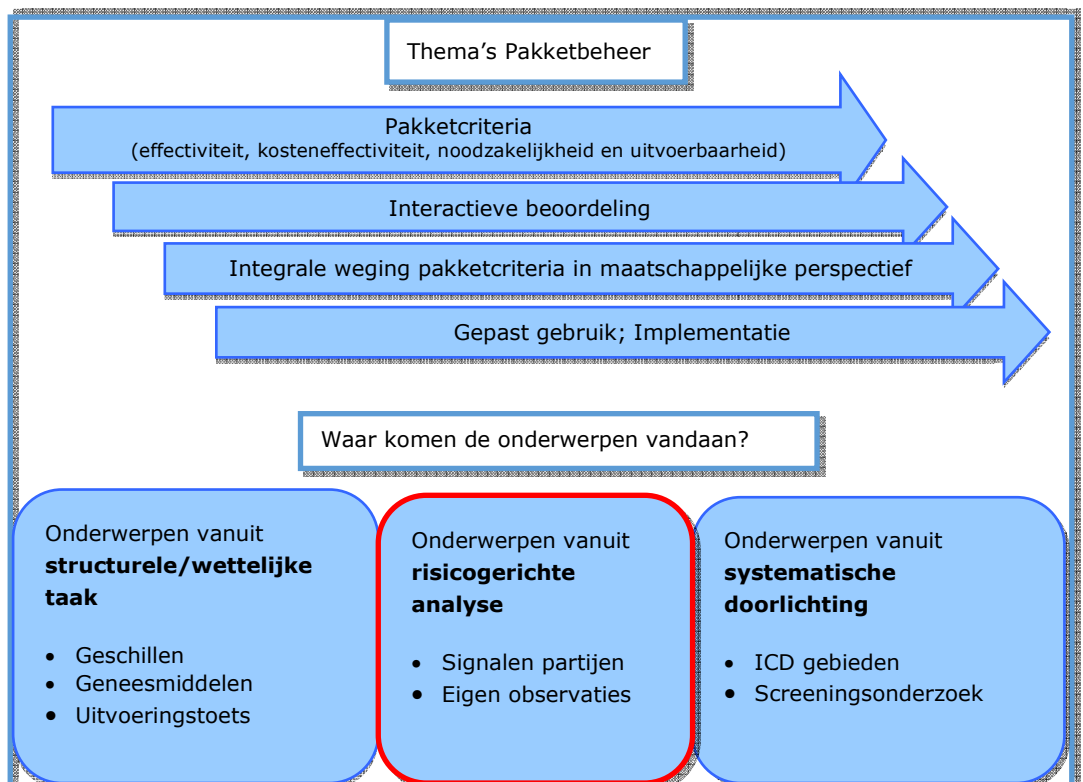 Thema's Pakketbeheer
Pakketcriteria
(effectiviteit, kosteneffectiviteit, noodzakelijkheid en uitvoerbaarheid)
Interactieve beoordeling
Integrale weging pakketcriteria in maatschappelijke perspectief
Gepast gebruik; Implementatie
Waar komen de onderwerpen vandaan?
Onderwerpen vanuit
structurele/wettelijke
taak
• Geschillen
• Geneesmiddelen
• Uitvoeringstoets
Onderwerpen vanuit
risicogerichte
analyse
• Signalen partijen
• Eigen observaties
Onderwerpen vanuit
systematische
doorlichting
• ICD gebieden
• Screeningsonderzoek